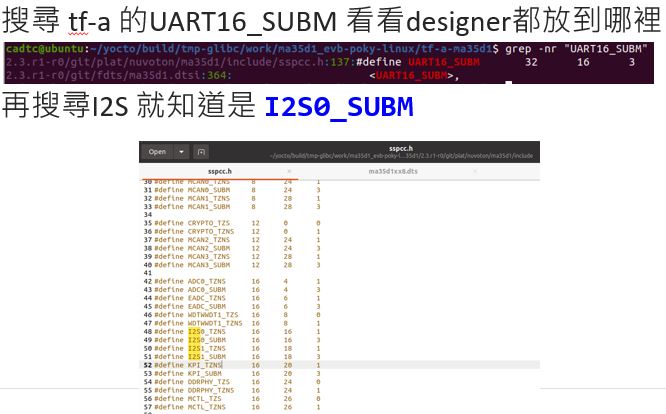 搜尋 tf-a 的UART16_SUBM 看看designer都放到哪裡
cadtc@ubuntu:~/yocto/build/tmp-glibc/work/ma35d1_evb-poky-linux/tf-a-ma35d1$ grep -nr "UART16_SUBM"
2.3.r1-r0/git/plat/nuvoton/ma35d1/include/sspcc.h:137:#define UART16_SUBM 32 16 3
2.3.r1-r0/git/fdts/ma35d1.dtsi:364: <UART16_SUBM>,
再搜尋I2S 就知道是 I2S0_SUBM
sspcc.h
Open ~/yocto/build/tmp-glibc/work/ma35d1_evb-poky-l...35d1/2.3.r1-r0/git/plat/nuvoton/ma35d1/include
sspcc.h × ma35d1xx8.dts ×
30 #define MCAN0_TZNS 8 24 1
31 #define MCAN0_SUBM 8 24 3
32 #define MCAN1_TZNS 8 28 1
33 #define MCAN1_SUBM 8 28 3
34
35 #define CRYPTO_TZS 12 0 0
36 #define CRYPTO_TZNS 12 0 1
37 #define MCAN2_TZNS 12 24 1
38 #define MCAN2_SUBM 12 24 3
39 #define MCAN3_TZNS 12 28 1
40 #define MCAN3_SUBM 12 28 3
41
42 #define ADC0_TZNS 16 4 1
43 #define ADC0_SUBM 16 4 3
44 #define EADC_TZNS 16 6 1
45 #define EADC_SUBM 16 6 3
46 #define WDTWWDT1_TZS 16 8 0
47 #define WDTWWDT1_TZNS 16 8 1
48 #define I2S0_TZNS 16 16 1
49 #define I2S0_SUBM 16 16 3
50 #define I2S1_TZNS 16 18 1
51 #define I2S1_SUBM 16 18 3
52 #define KPI_TZNS 16 20 1
53 #define KPI_SUBM 16 20 3
54 #define DDRPHY_TZS 16 24 0
55 #define DDRPHY_TZNS 16 24 1
56 #define MCTL_TZS 16 26 0
57 #define MCTL_TZNS 16 26 1